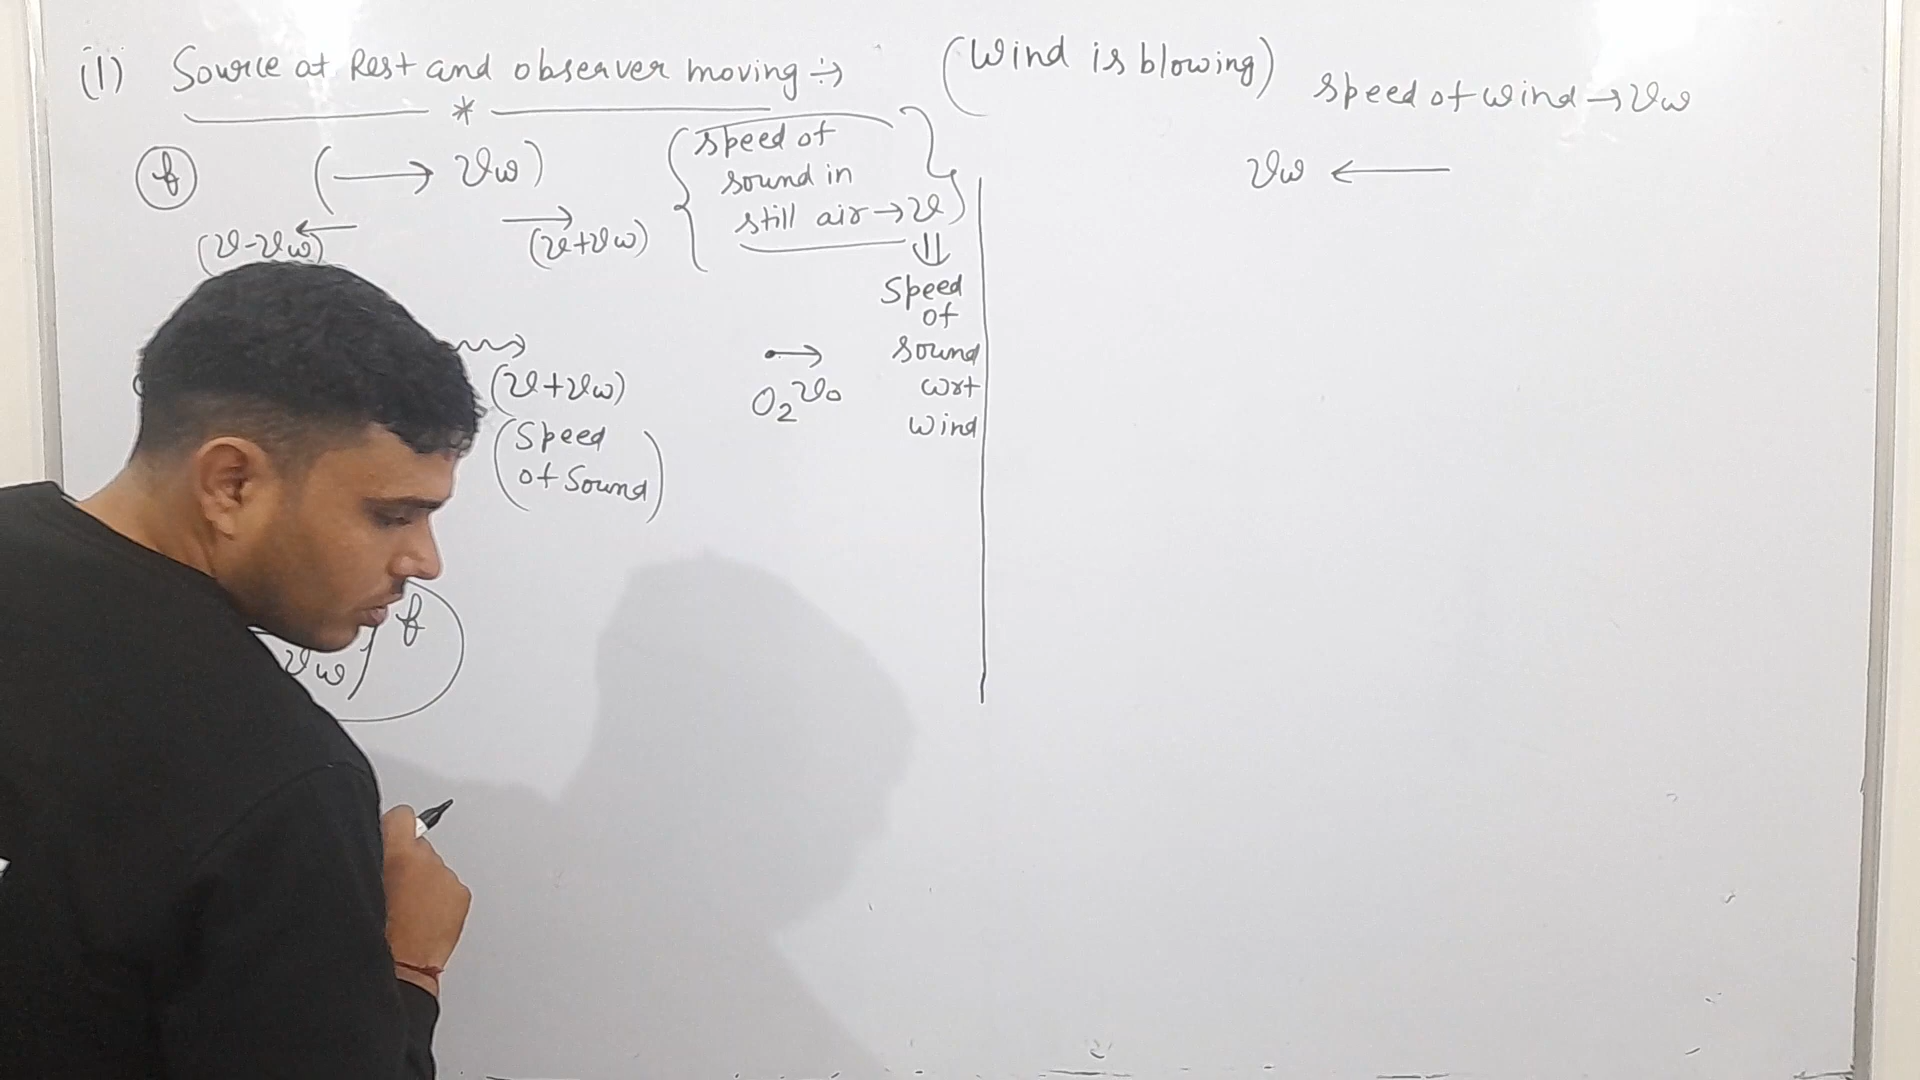 (1) Source at Rest and observer moving :→ (Wind is blowing)
speed of wind → vw
*
f (→ vw) {speed of
sound in
still air → v}
vw ←
(v-vw) ← → (v+vw)
⇓
Speed
of
sound
wrt
wind
(v+vw)
→
O2 vo
(Speed
of Sound)
vw) f